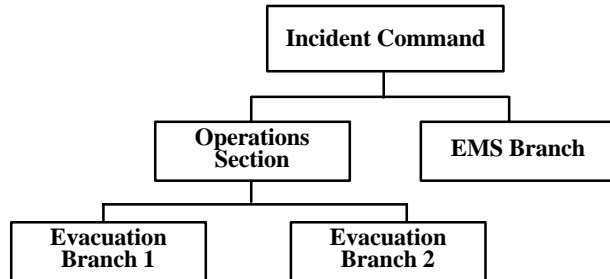 Incident Command
Operations
Section
EMS Branch
Evacuation
Branch 1
Evacuation
Branch 2